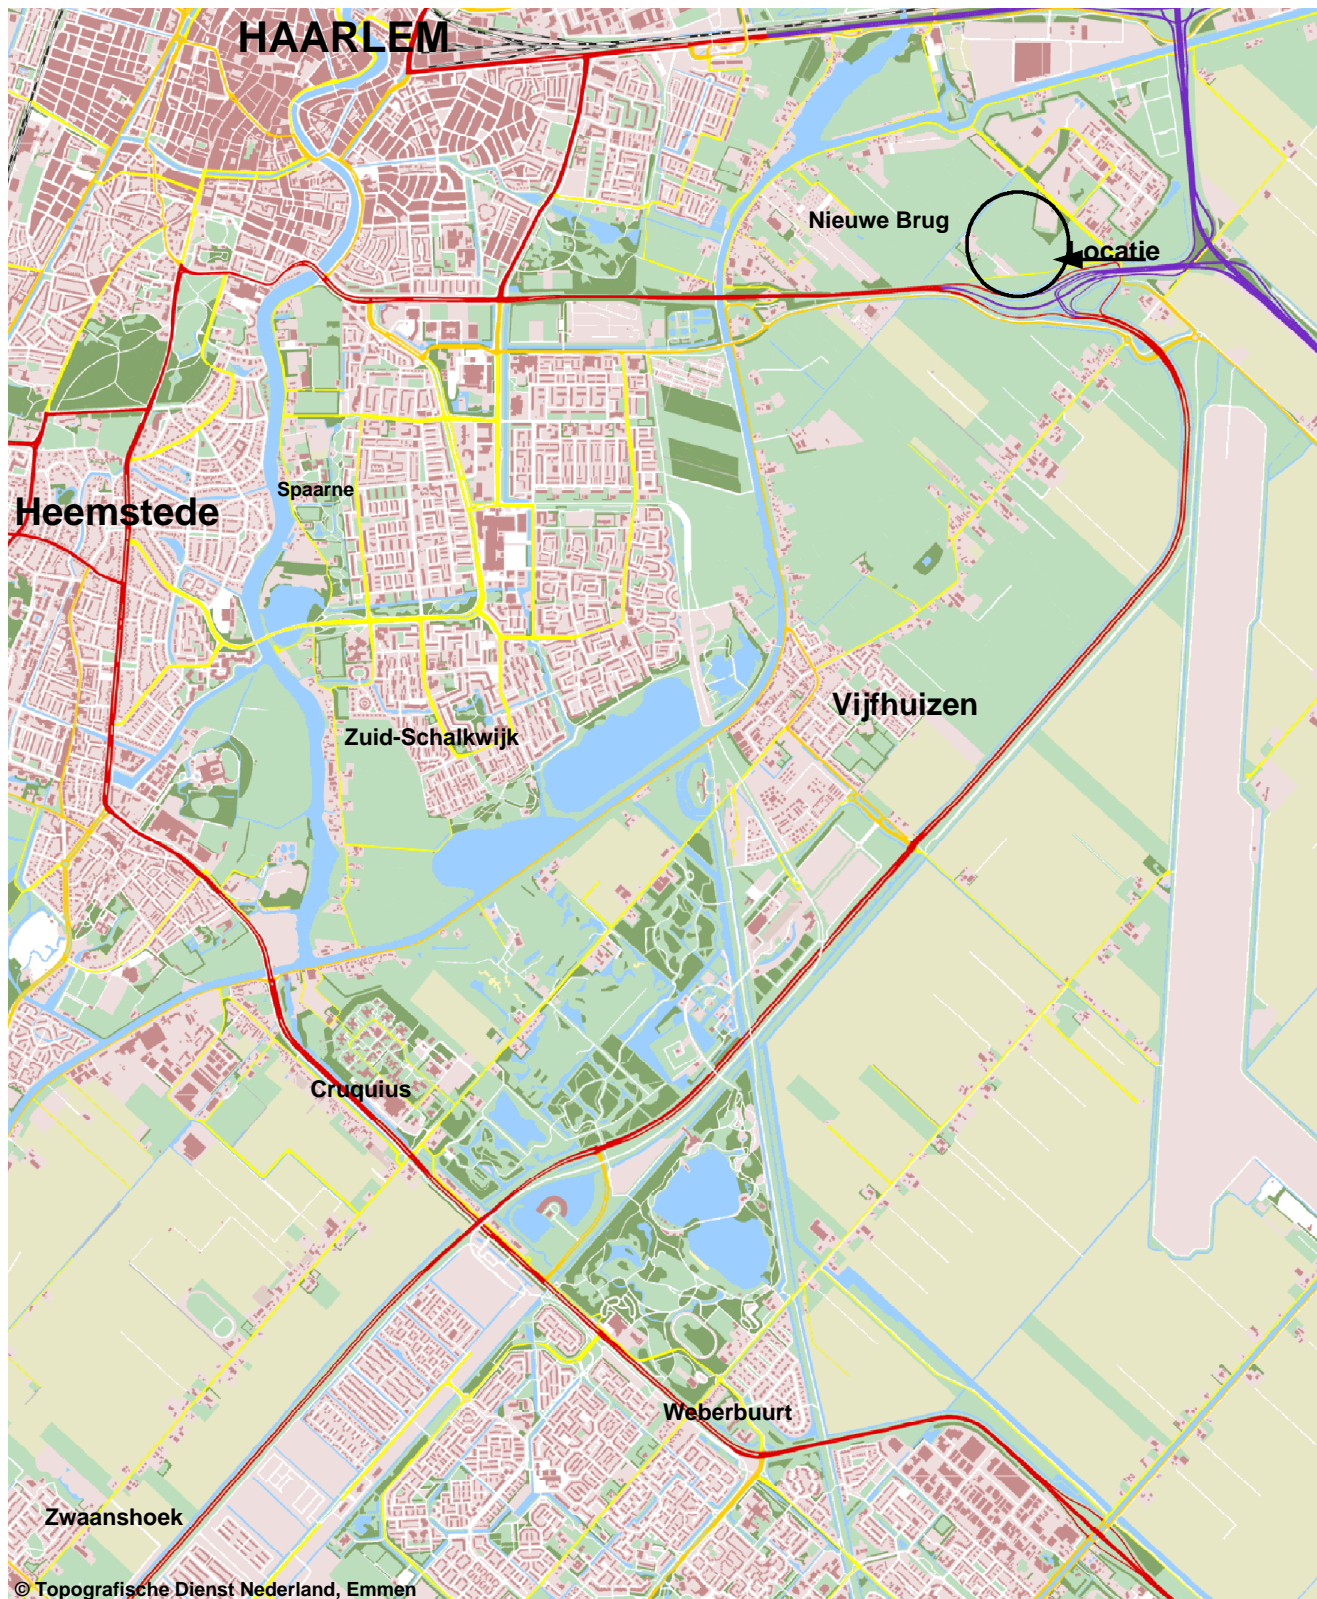 HAARLEM
Nieuwe Brug
Locatie
Spaarne
Heemstede
Vijfhuizen
Zuid-Schalkwijk
Cruquius
Weberbuurt
Zwaanshoek
© Topografische Dienst Nederland, Emmen